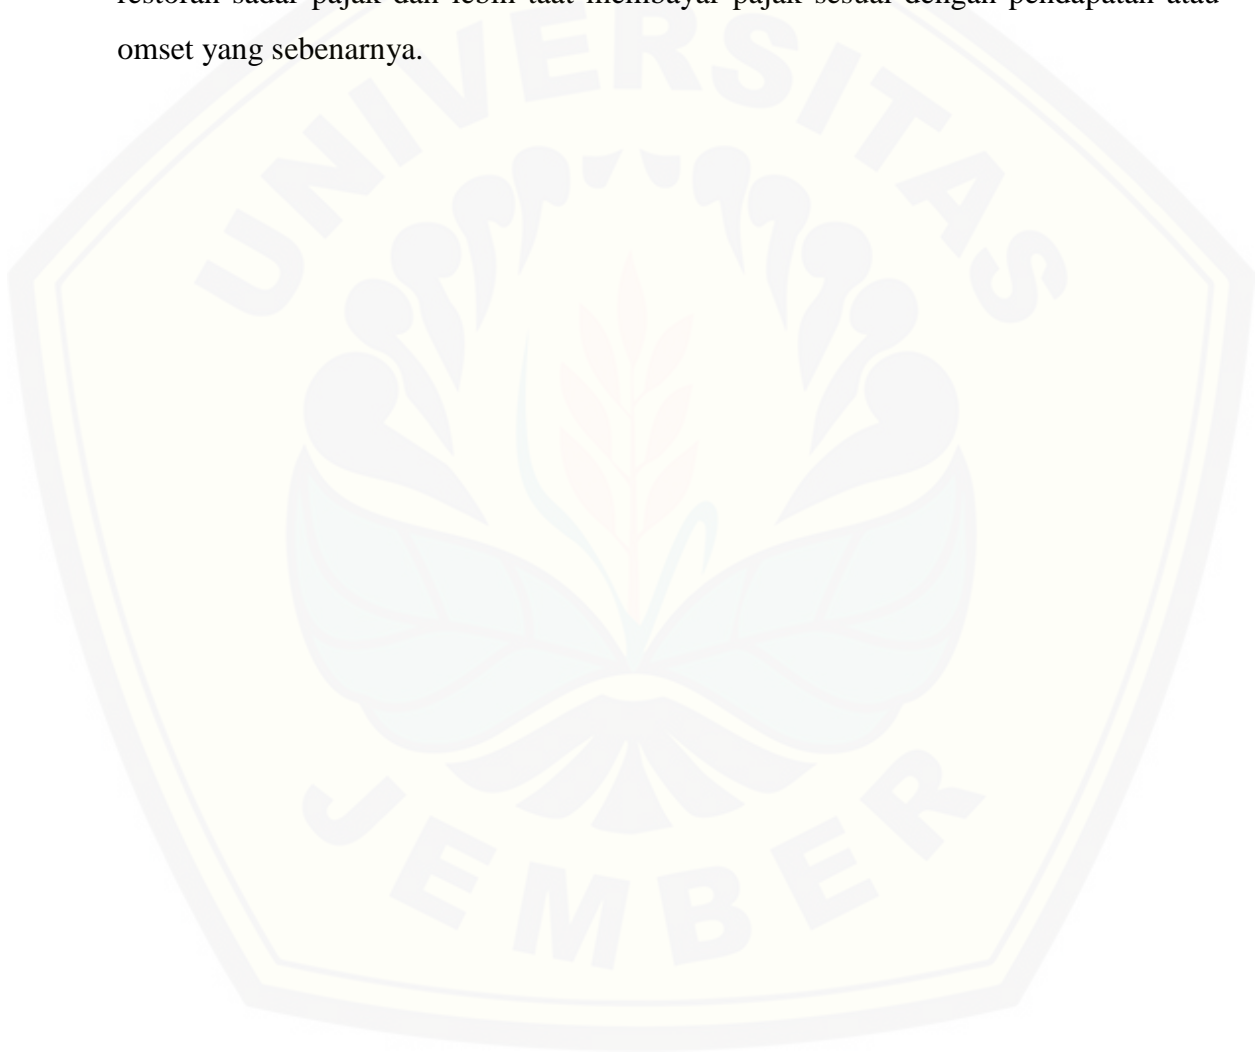 restoran sadar pajak dan lebih taat membayar pajak sesuai dengan pendapatan atau
omset yang sebenarnya.
UNIVERSITAS
JEMBER